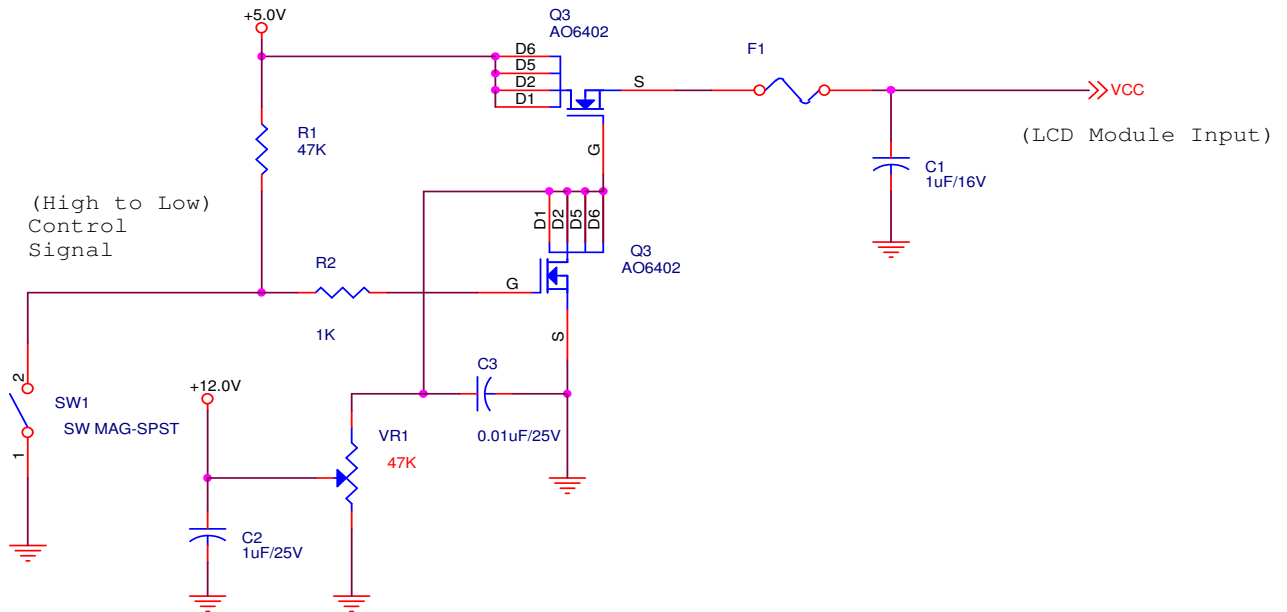 +5.0V
Q3
AO6402
D6
D5
D2
D1
S
G
F1
VCC
(LCD Module Input)
R1
47K
C1
1uF/16V
(High to Low)
Control
Signal
D1
D2
D5
D6
Q3
AO6402
R2
1K
G
S
C3
0.01uF/25V
2
1
SW1
SW MAG-SPST
+12.0V
VR1
47K
C2
1uF/25V